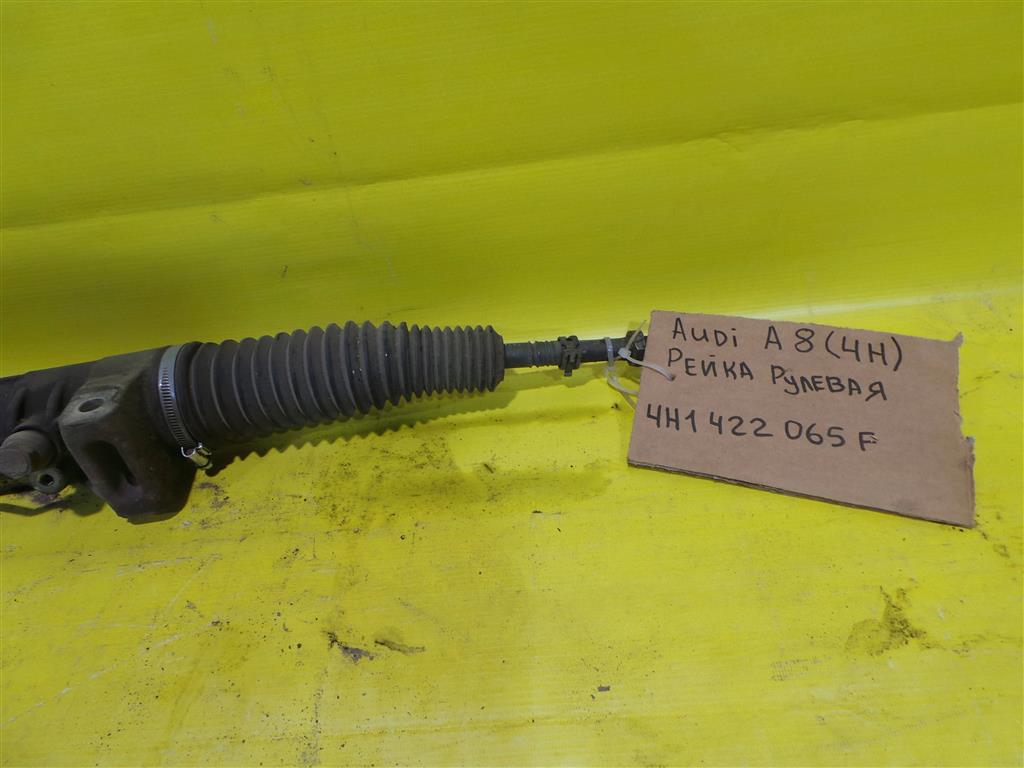 AUDi A8(4H)
РЕЙКА РУЛЕВАЯ
4H1 422 065 F